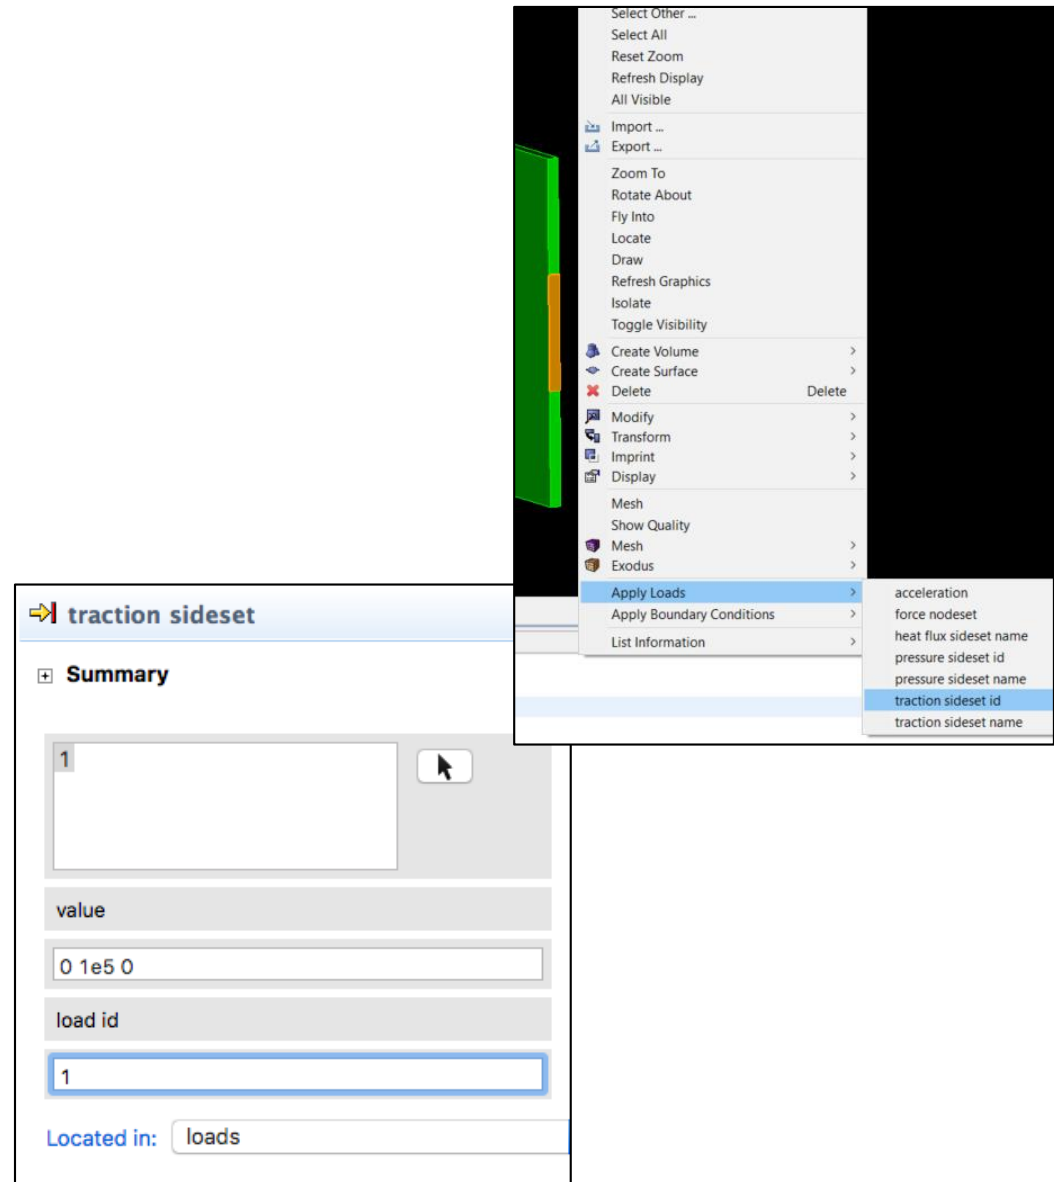 Select Other ...
Select All
Reset Zoom
Refresh Display
All Visible
Import ...
Export ...
Zoom To
Rotate About
Fly Into
Locate
Draw
Refresh Graphics
Isolate
Toggle Visibility
Create Volume
Create Surface
Delete Delete
Modify
Transform
Imprint
Display
Mesh
Show Quality
Mesh
Exodus
Apply Loads
Apply Boundary Conditions
List Information
acceleration
force nodeset
heat flux sideset name
pressure sideset id
pressure sideset name
traction sideset id
traction sideset name
traction sideset
Summary
1
value
0 1e5 0
load id
1
Located in: loads